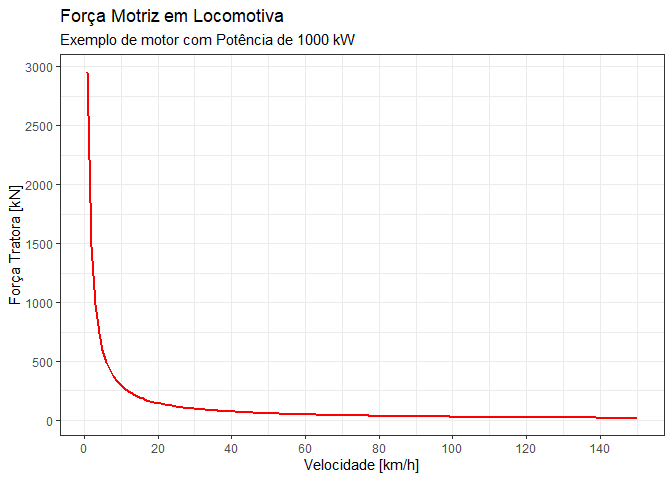 Força Motriz em Locomotiva
Exemplo de motor com Potência de 1000 kW
Força Tratora [kN]
3000
2500
2000
1500
1000
500
0
0 20 40 60 80 100 120 140
Velocidade [km/h]